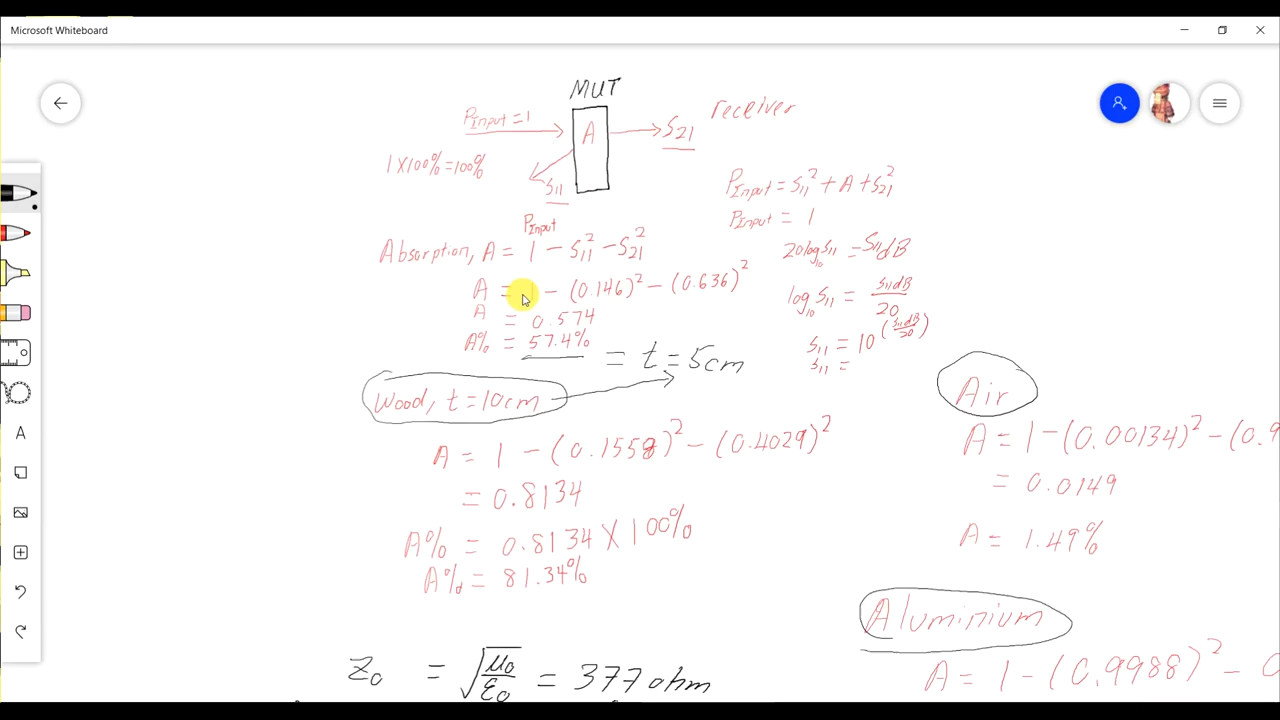 Microsoft Whiteboard
MUT
PInput = 1
A
S21
receiver
1 X 100% = 100%
S11
PInput = S11² + A + S21²
PInput = 1
PInput
Absorption, A = 1 - S11² - S21²
20log10 S11 = S11dB
A = 1 - (0.146)² - (0.636)²
log10 S11 = S11dB / 20
A = 0.574
A% = 57.4%
S11 = 10^(S11dB/20)
S11 =
= t = 5cm
Wood, t = 10cm
A = 1 - (0.1558)² - (0.4029)²
= 0.8134
A% = 0.8134 X 100%
A% = 81.34%
Air
A = 1 - (0.00134)² - (0.9
= 0.0149
A = 1.49%
Aluminium
A = 1 - (0.9988)² - 0
Z0 = √μ0/ε0 = 377 ohm
A